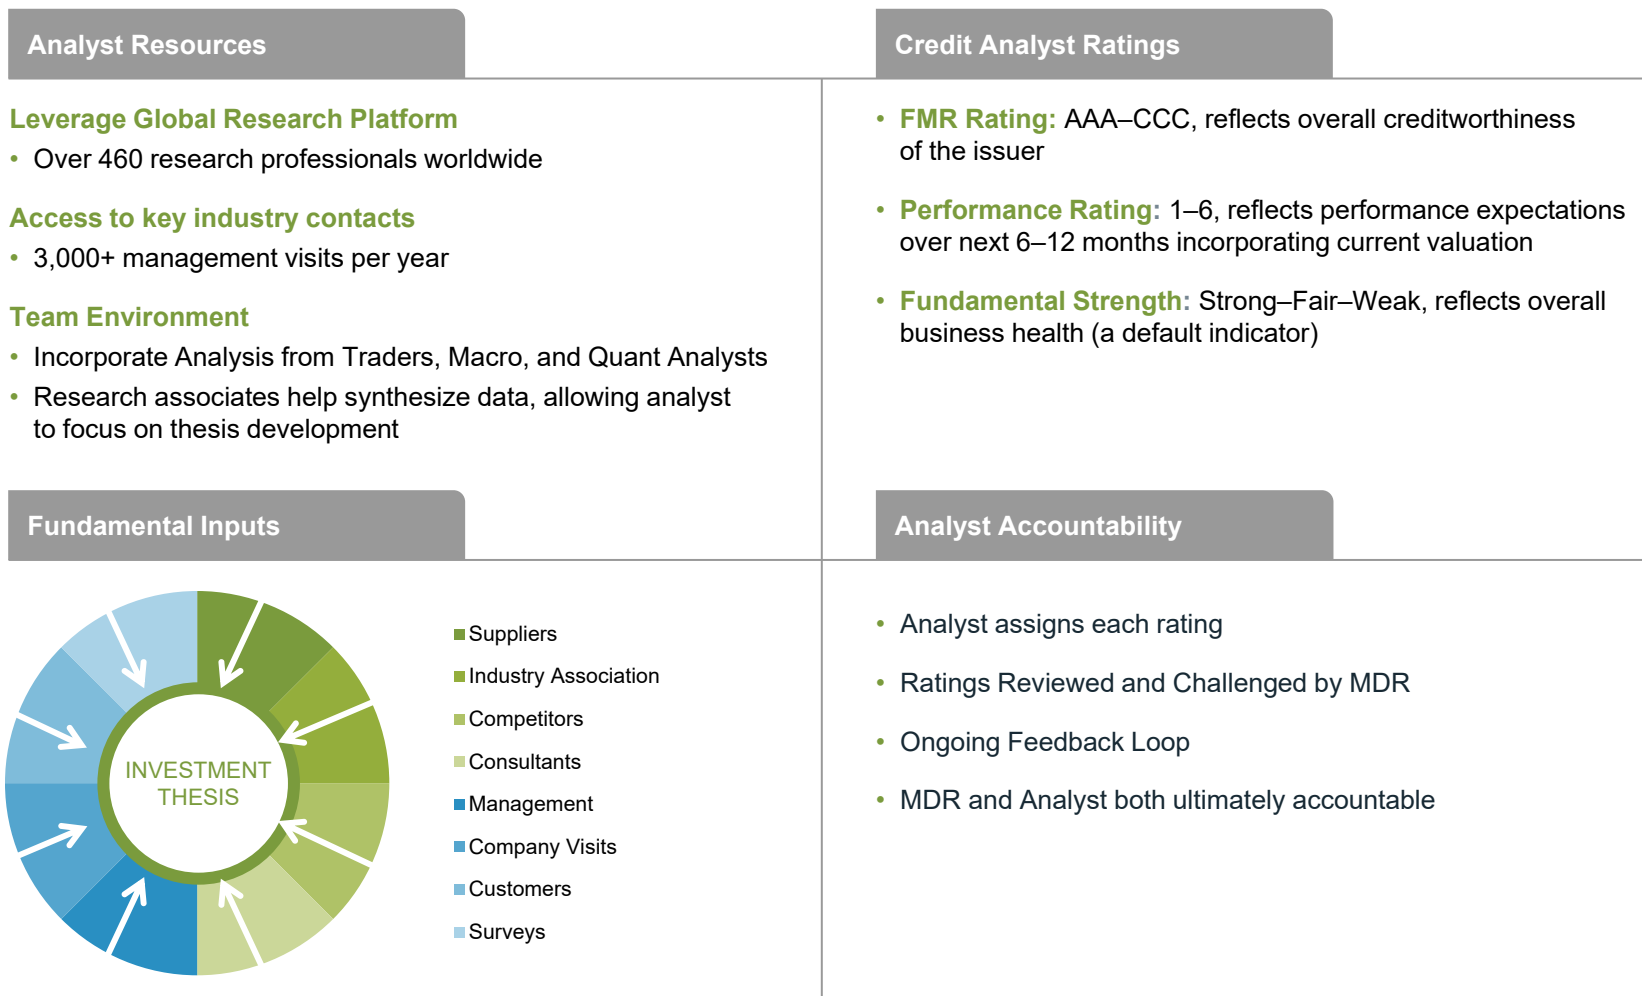 Analyst Resources
Leverage Global Research Platform
• Over 460 research professionals worldwide
Access to key industry contacts
• 3,000+ management visits per year
Team Environment
• Incorporate Analysis from Traders, Macro, and Quant Analysts
• Research associates help synthesize data, allowing analyst
to focus on thesis development
Credit Analyst Ratings
• FMR Rating: AAA–CCC, reflects overall creditworthiness
of the issuer
• Performance Rating: 1–6, reflects performance expectations
over next 6–12 months incorporating current valuation
• Fundamental Strength: Strong–Fair–Weak, reflects overall
business health (a default indicator)
Fundamental Inputs
INVESTMENT
THESIS
Suppliers
Industry Association
Competitors
Consultants
Management
Company Visits
Customers
Surveys
Analyst Accountability
• Analyst assigns each rating
• Ratings Reviewed and Challenged by MDR
• Ongoing Feedback Loop
• MDR and Analyst both ultimately accountable